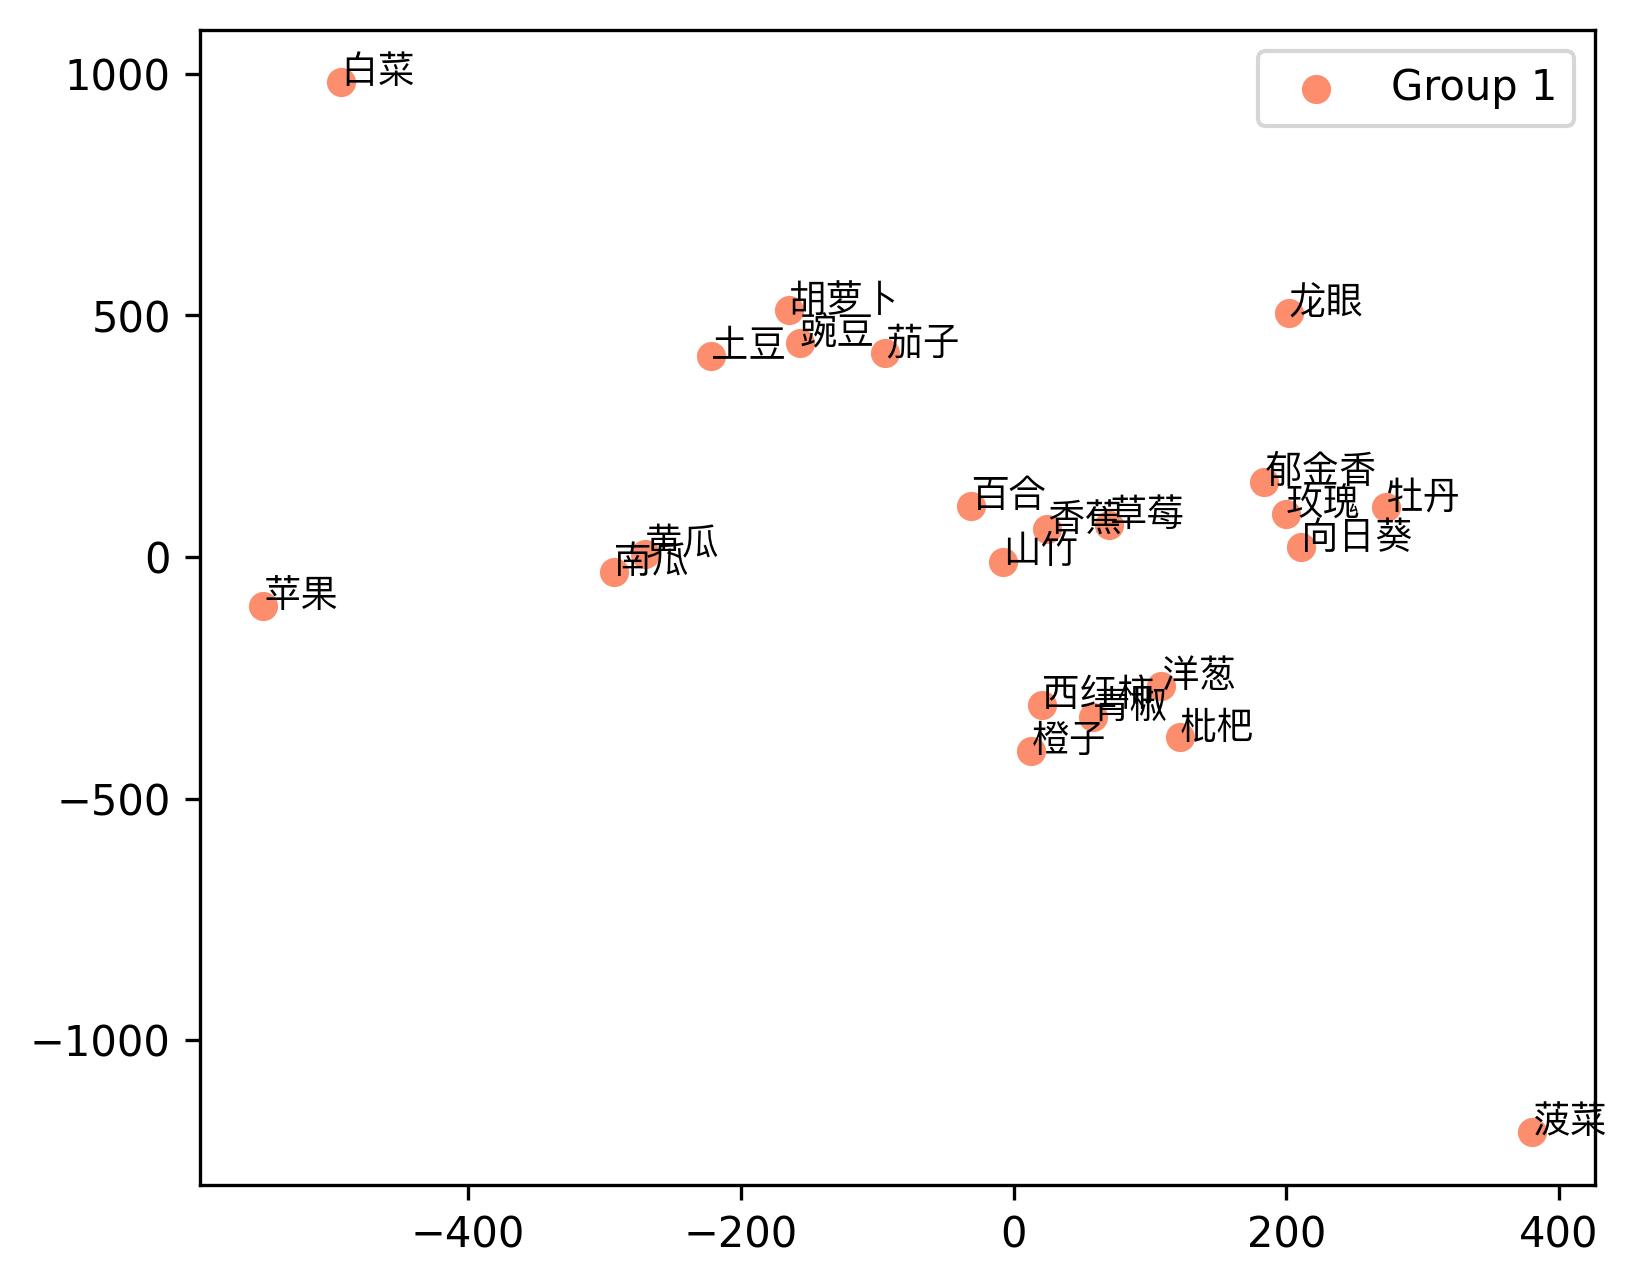 白菜
Group 1
1000
胡萝卜
龙眼
500
豌豆
土豆
茄子
郁金香
百合
玫瑰
牡丹
香蕉
草莓
向日葵
黄瓜
山竹
0
南瓜
苹果
洋葱
西红柿
青椒
枇杷
橙子
−500
−1000
菠菜
−400 −200 0 200 400